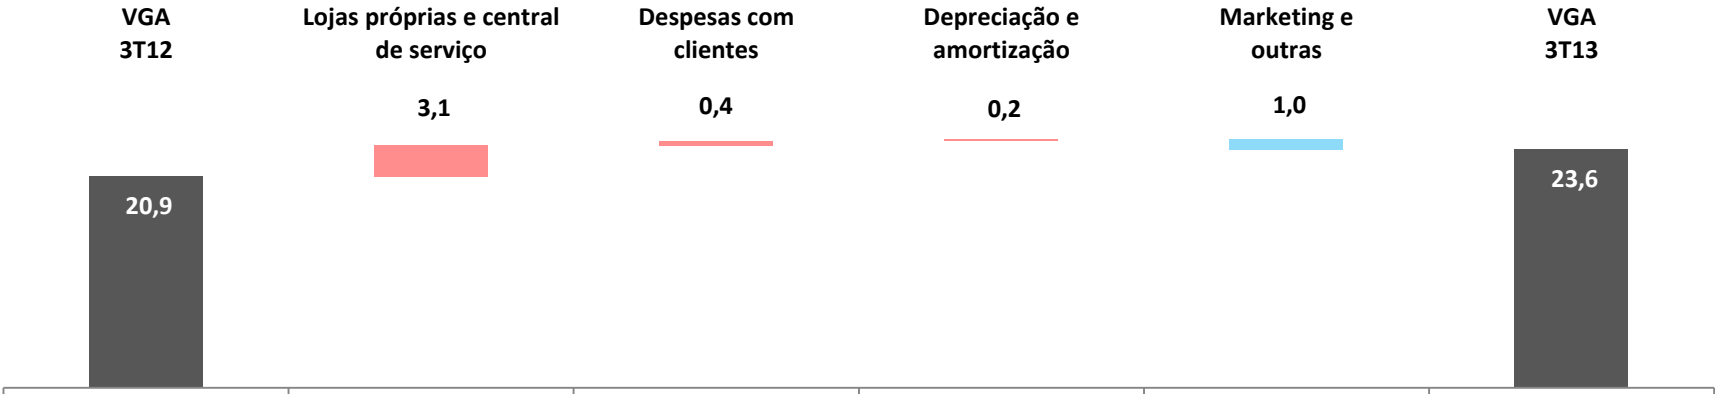 VGA
3T12
Lojas próprias e central
de serviço
Despesas com
clientes
Depreciação e
amortização
Marketing e
outras
VGA
3T13
3,1
0,4
0,2
1,0
20,9
23,6